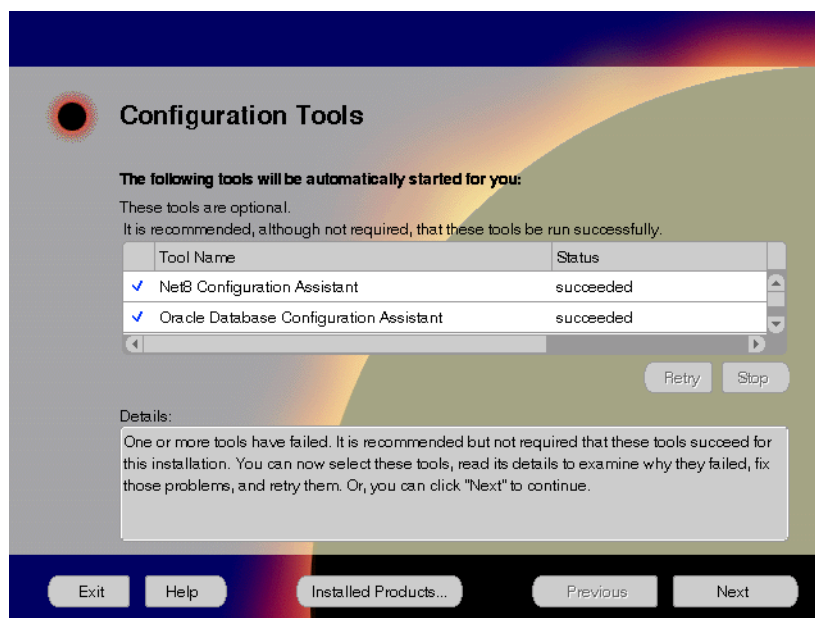 Configuration Tools
The following tools will be automatically started for you:
These tools are optional.
It is recommended, although not required, that these tools be run successfully.
Tool Name Status
Net8 Configuration Assistant succeeded
Oracle Database Configuration Assistant succeeded
Retry Stop
Details:
One or more tools have failed. It is recommended but not required that these tools succeed for
this installation. You can now select these tools, read its details to examine why they failed, fix
those problems, and retry them. Or, you can click "Next" to continue.
Exit Help Installed Products... Previous Next